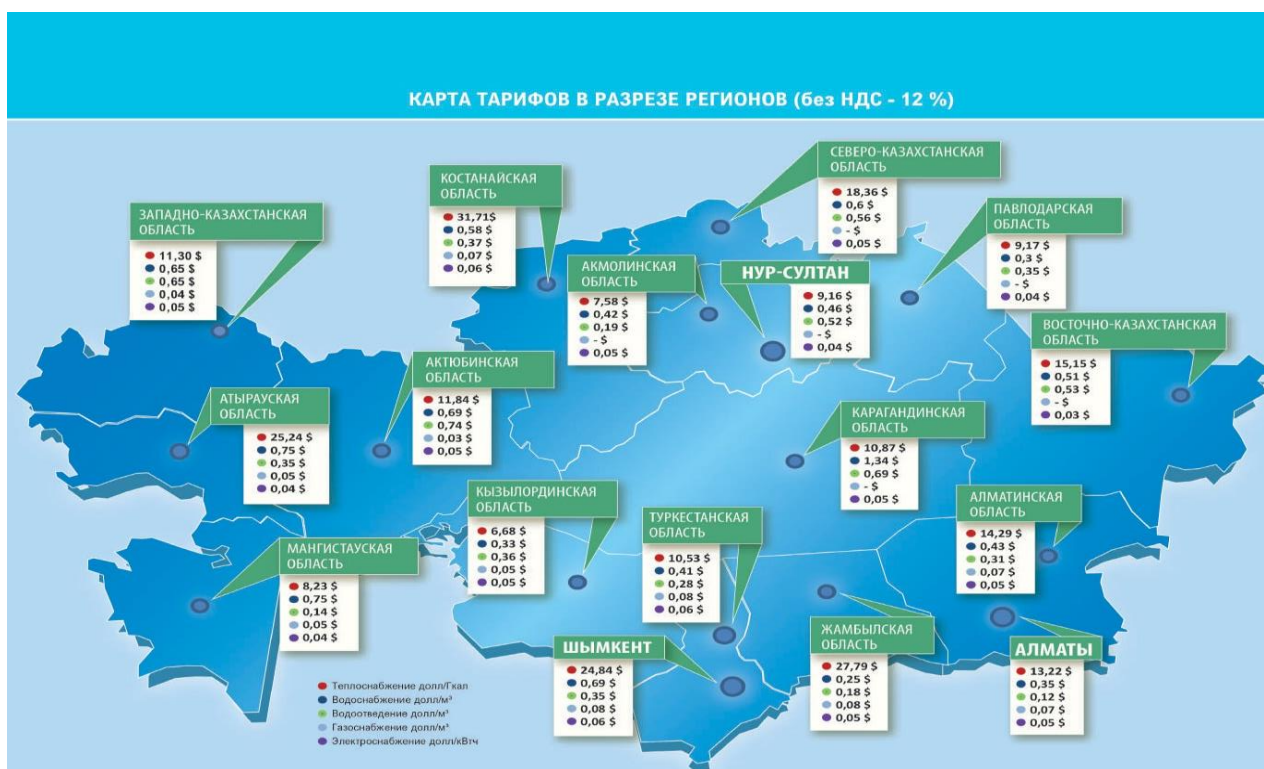 КАРТА ТАРИФОВ В РАЗРЕЗЕ РЕГИОНОВ (без НДС - 12 %)
ЗАПАДНО-КАЗАХСТАНСКАЯ
ОБЛАСТЬ
11,30 $
0,65 $
0,65 $
0,04 $
0,05 $
КОСТАНАЙСКАЯ
ОБЛАСТЬ
31,71$
0,58 $
0,37 $
0,07 $
0,06 $
СЕВЕРО-КАЗАХСТАНСКАЯ
ОБЛАСТЬ
18,36 $
0,6 $
0,56 $
- $
0,05 $
ПАВЛОДАРСКАЯ
ОБЛАСТЬ
9,17 $
0,3 $
0,35 $
- $
0,04 $
АКМОЛИНСКАЯ
ОБЛАСТЬ
7,58 $
0,42 $
0,19 $
- $
0,05 $
НУР-СУЛТАН
9,16 $
0,46 $
0,52 $
- $
0,04 $
ВОСТОЧНО-КАЗАХСТАНСКАЯ
ОБЛАСТЬ
15,15 $
0,51 $
0,53 $
- $
0,03 $
АТЫРАУСКАЯ
ОБЛАСТЬ
25,24 $
0,75 $
0,35 $
0,05 $
0,04 $
АКТЮБИНСКАЯ
ОБЛАСТЬ
11,84 $
0,69 $
0,74 $
0,03 $
0,05 $
КАРАГАНДИНСКАЯ
ОБЛАСТЬ
10,87 $
1,34 $
0,69 $
- $
0,05 $
КЫЗЫЛОРДИНСКАЯ
ОБЛАСТЬ
6,68 $
0,33 $
0,36 $
0,05 $
0,05 $
ТУРКЕСТАНСКАЯ
ОБЛАСТЬ
10,53 $
0,41 $
0,28 $
0,08 $
0,06 $
АЛМАТИНСКАЯ
ОБЛАСТЬ
14,29 $
0,43 $
0,31 $
0,07 $
0,05 $
МАНГИСТАУСКАЯ
ОБЛАСТЬ
8,23 $
0,75 $
0,14 $
0,05 $
0,04 $
ШЫМКЕНТ
24,84 $
0,69 $
0,35 $
0,08 $
0,06 $
ЖАМБЫЛСКАЯ
ОБЛАСТЬ
27,79 $
0,25 $
0,18 $
0,08 $
0,05 $
АЛМАТЫ
13,22 $
0,35 $
0,12 $
0,07 $
0,05 $
Теплоснабжение долл/Гкал
Водоснабжение долл/м³
Водоотведение долл/м³
Газоснабжение долл/м³
Электроснабжение долл/кВтч